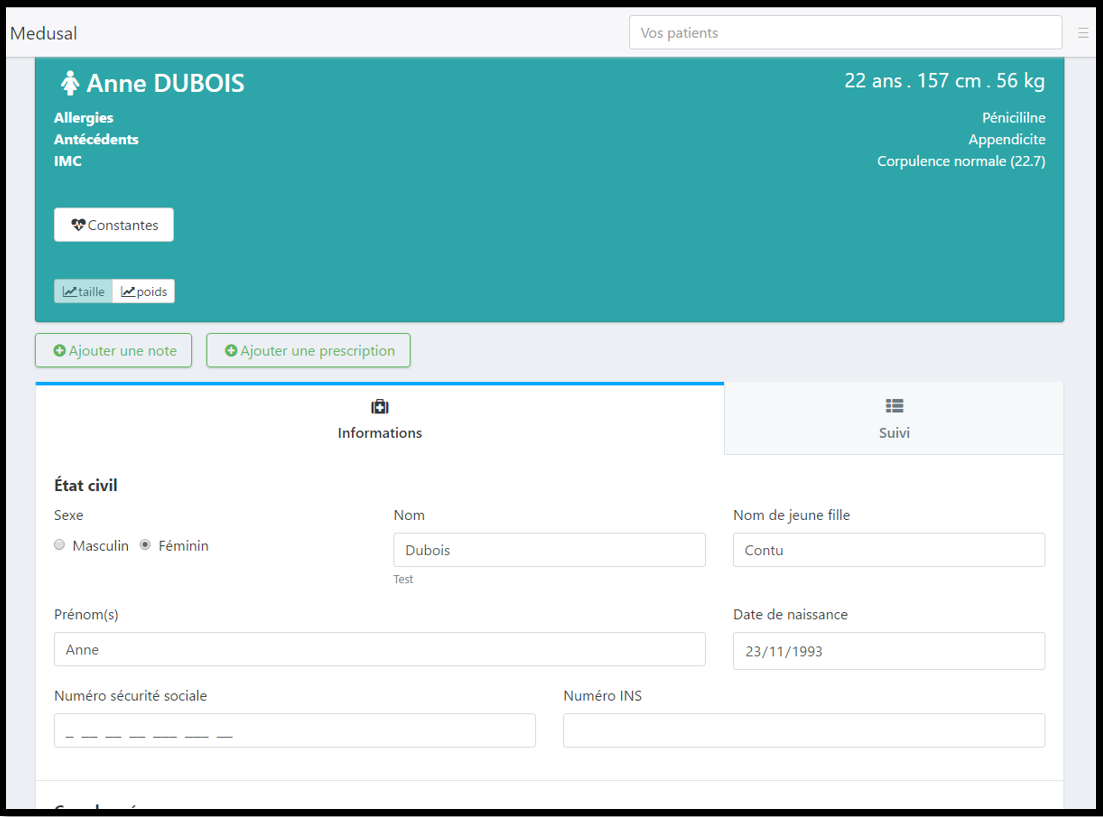 Medusal
Vos patients
Anne DUBOIS
22 ans . 157 cm . 56 kg
Allergies
Pénicililne
Antécédents
Appendicite
IMC
Corpulence normale (22.7)
Constantes
taille
poids
Ajouter une note
Ajouter une prescription
Informations
Suivi
État civil
Sexe
Nom
Nom de jeune fille
Masculin
Féminin
Dubois
Contu
Test
Prénom(s)
Date de naissance
Anne
23/11/1993
Numéro sécurité sociale
Numéro INS
_ __ __ __ ___ ___ __